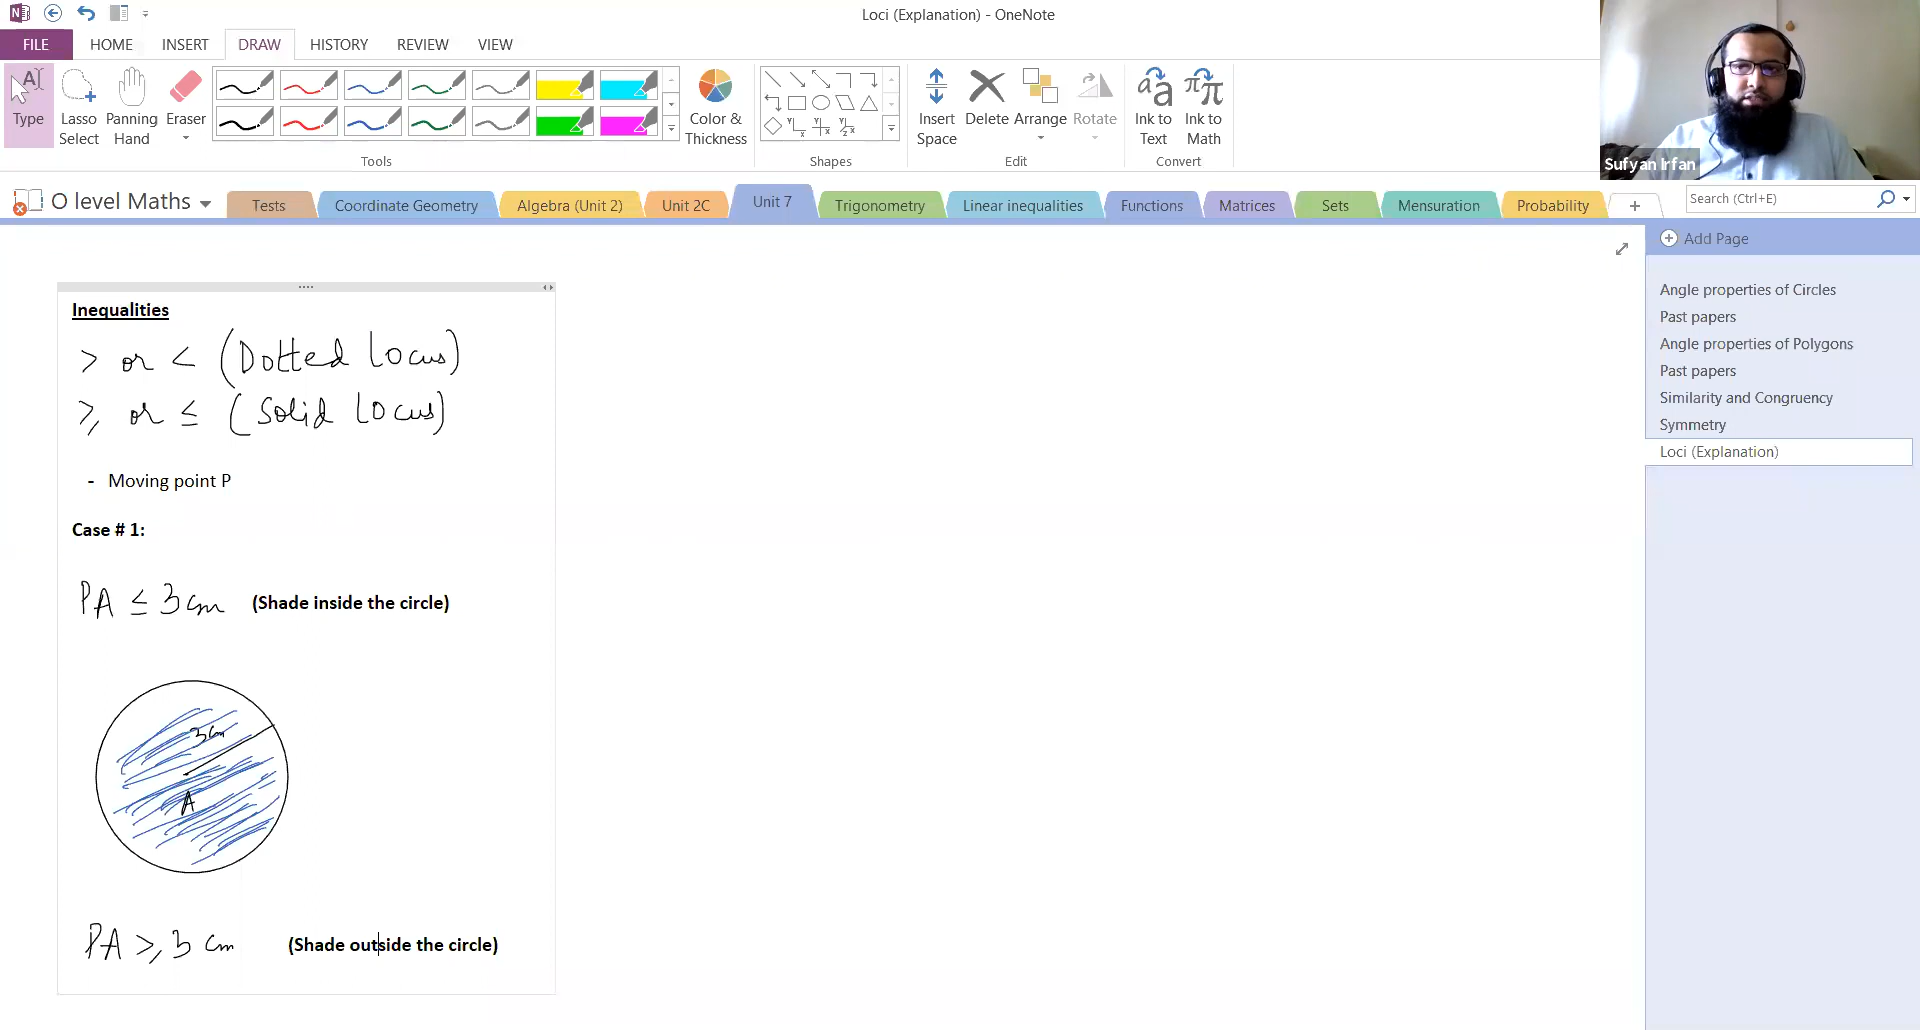 Loci (Explanation) - OneNote
FILE HOME INSERT DRAW HISTORY REVIEW VIEW
Type
Lasso Select
Panning Hand
Eraser
Color & Thickness
Insert Space
Delete
Arrange
Rotate
Ink to Text
Ink to Math
Tools
Shapes
Edit
Convert
Sufyan Irfan
O level Maths
Tests
Coordinate Geometry
Algebra (Unit 2)
Unit 2C
Unit 7
Trigonometry
Linear inequalities
Functions
Matrices
Sets
Mensuration
Probability
Search (Ctrl+E)
Add Page
Angle properties of Circles
Past papers
Angle properties of Polygons
Past papers
Similarity and Congruency
Symmetry
Loci (Explanation)
Inequalities
> or < (Dotted Locus)
≥ or ≤ (Solid Locus)
- Moving point P
Case # 1:
PA ≤ 3cm (Shade inside the circle)
3cm
A
PA ≥ 3 cm (Shade outside the circle)